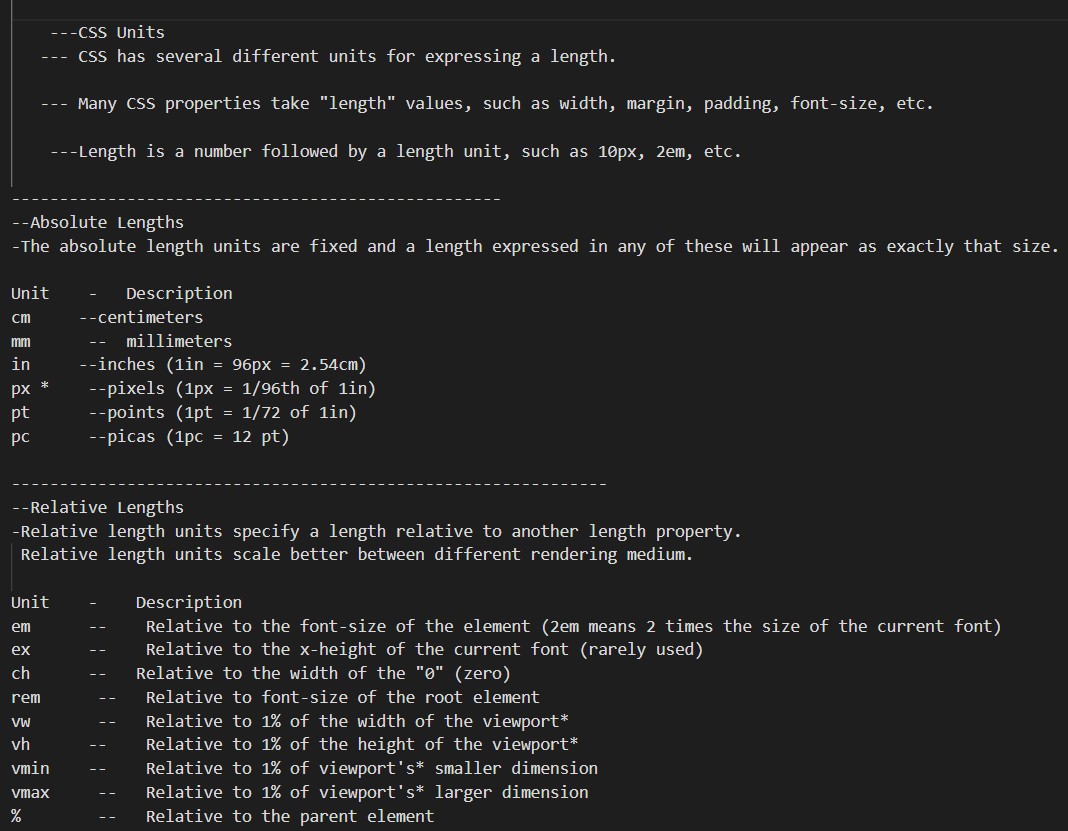 ---CSS Units
--- CSS has several different units for expressing a length.
--- Many CSS properties take "length" values, such as width, margin, padding, font-size, etc.
---Length is a number followed by a length unit, such as 10px, 2em, etc.
---------------------------------------------------
--Absolute Lengths
-The absolute length units are fixed and a length expressed in any of these will appear as exactly that size.
Unit    -   Description
cm     --centimeters
mm      --  millimeters
in     --inches (1in = 96px = 2.54cm)
px *    --pixels (1px = 1/96th of 1in)
pt      --points (1pt = 1/72 of 1in)
pc      --picas (1pc = 12 pt)
--------------------------------------------------------------
--Relative Lengths
-Relative length units specify a length relative to another length property.
Relative length units scale better between different rendering medium.
Unit    -    Description
em      --    Relative to the font-size of the element (2em means 2 times the size of the current font)
ex      --    Relative to the x-height of the current font (rarely used)
ch      --   Relative to the width of the "0" (zero)
rem      --   Relative to font-size of the root element
vw       --   Relative to 1% of the width of the viewport*
vh      --    Relative to 1% of the height of the viewport*
vmin    --    Relative to 1% of viewport's* smaller dimension
vmax     --   Relative to 1% of viewport's* larger dimension
%        --   Relative to the parent element